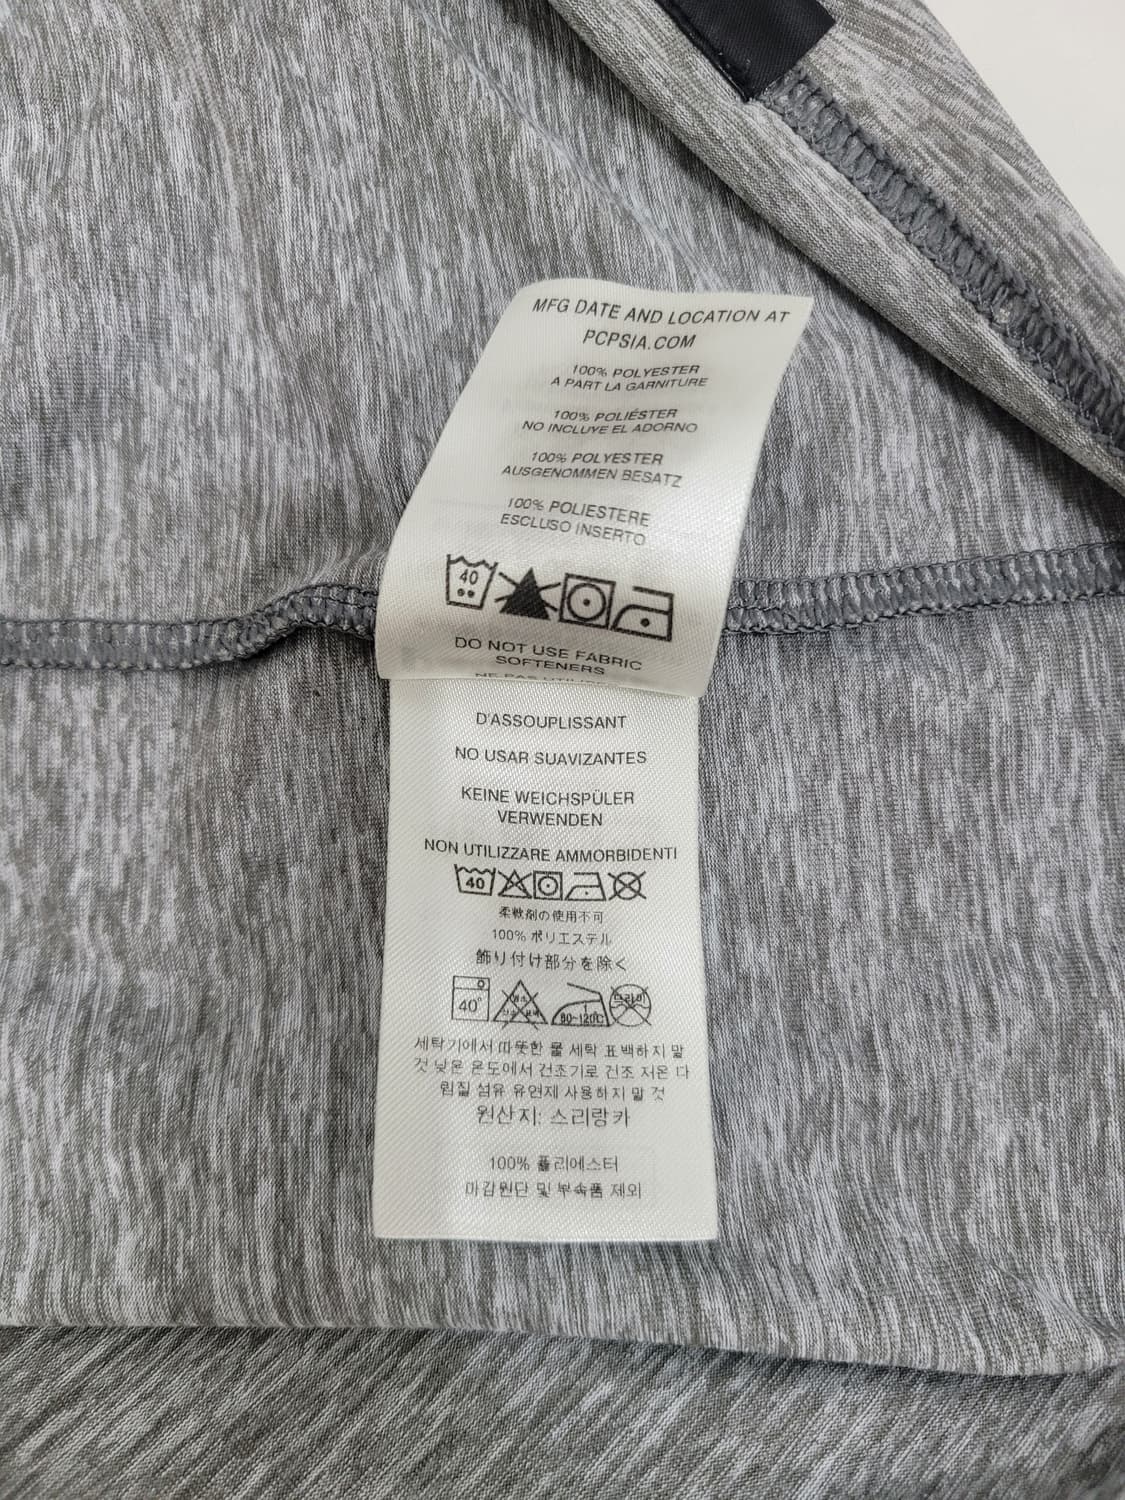 MFG DATE AND LOCATION AT
PCPSIA.COM
100% POLYESTER
A PART LA GARNITURE
100% POLIÉSTER
NO INCLUYE EL ADORNO
100% POLYESTER
AUSGENOMMEN BESATZ
100% POLIESTERE
ESCLUSO INSERTO
40
DO NOT USE FABRIC
SOFTENERS
NE PAS UTILI
D'ASSOUPLISSANT
NO USAR SUAVIZANTES
KEINE WEICHSPÜLER
VERWENDEN
NON UTILIZZARE AMMORBIDENTI
40
柔軟剤の使用不可
100% ポリエステル
飾り付け部分を除く
40° 80~120℃ 드라이
세탁기에서 따뜻한 물 세탁 표백하지 말
것 낮은 온도에서 건조기로 건조 저온 다
림질 섬유 유연제 사용하지 말 것
원산지: 스리랑카
100% 폴리에스터
마감원단 및 부속품 제외